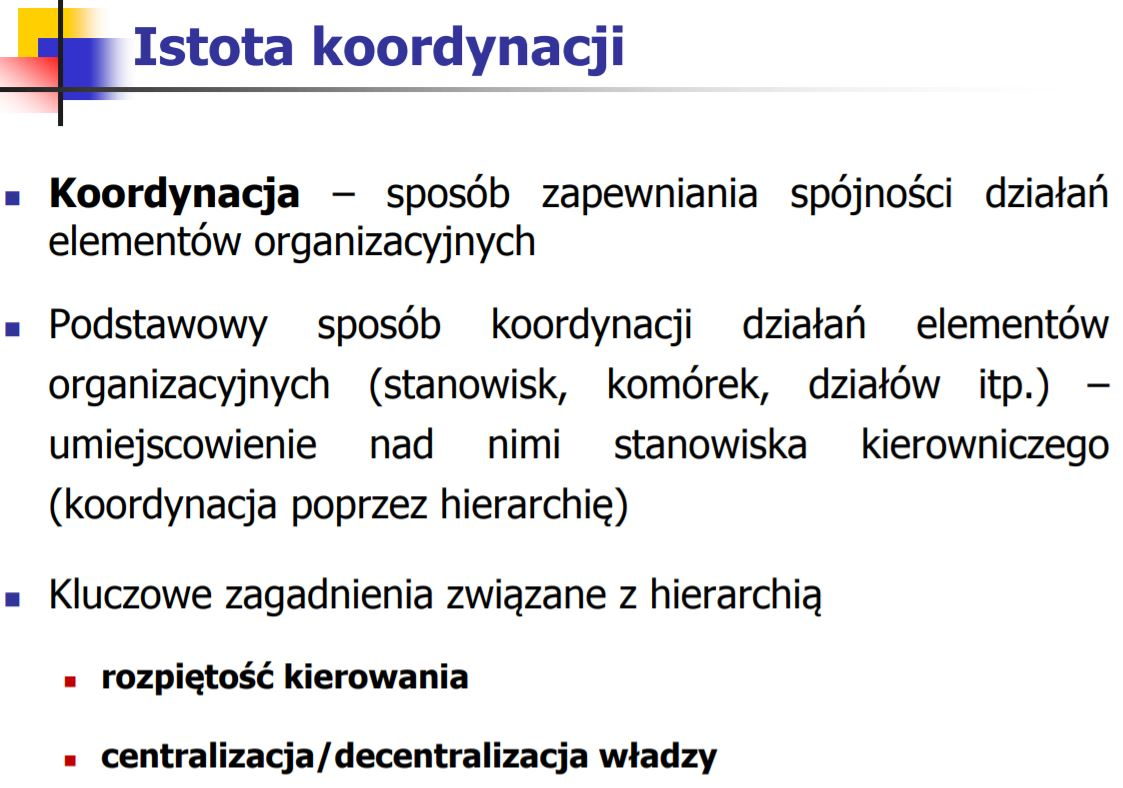 Istota koordynacji
Koordynacja – sposób zapewniania spójności działań
elementów organizacyjnych
Podstawowy sposób koordynacji działań elementów
organizacyjnych (stanowisk, komórek, działów itp.) –
umiejscowienie nad nimi stanowiska kierowniczego
(koordynacja poprzez hierarchię)
Kluczowe zagadnienia związane z hierarchią
rozpiętość kierowania
centralizacja/decentralizacja władzy